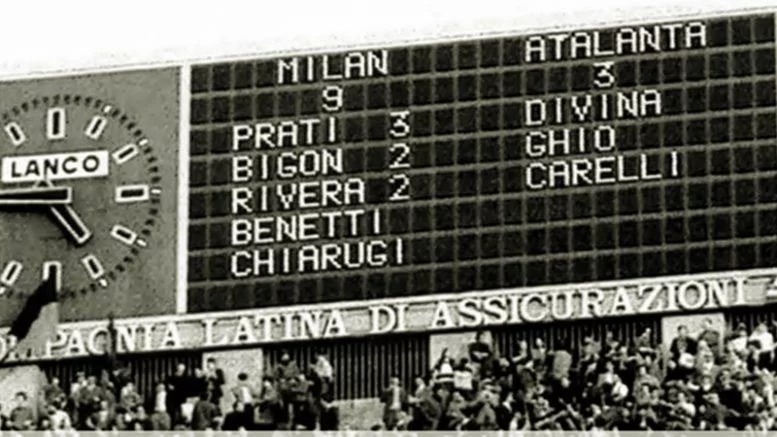 MILAN
9
PRATI 3
BIGON 2
RIVERA 2
BENETTI
CHIARUGI
ATALANTA
3
DIVINA
GHIO
CARELLI
LANCO
LATINA DI ASSICURAZIONI